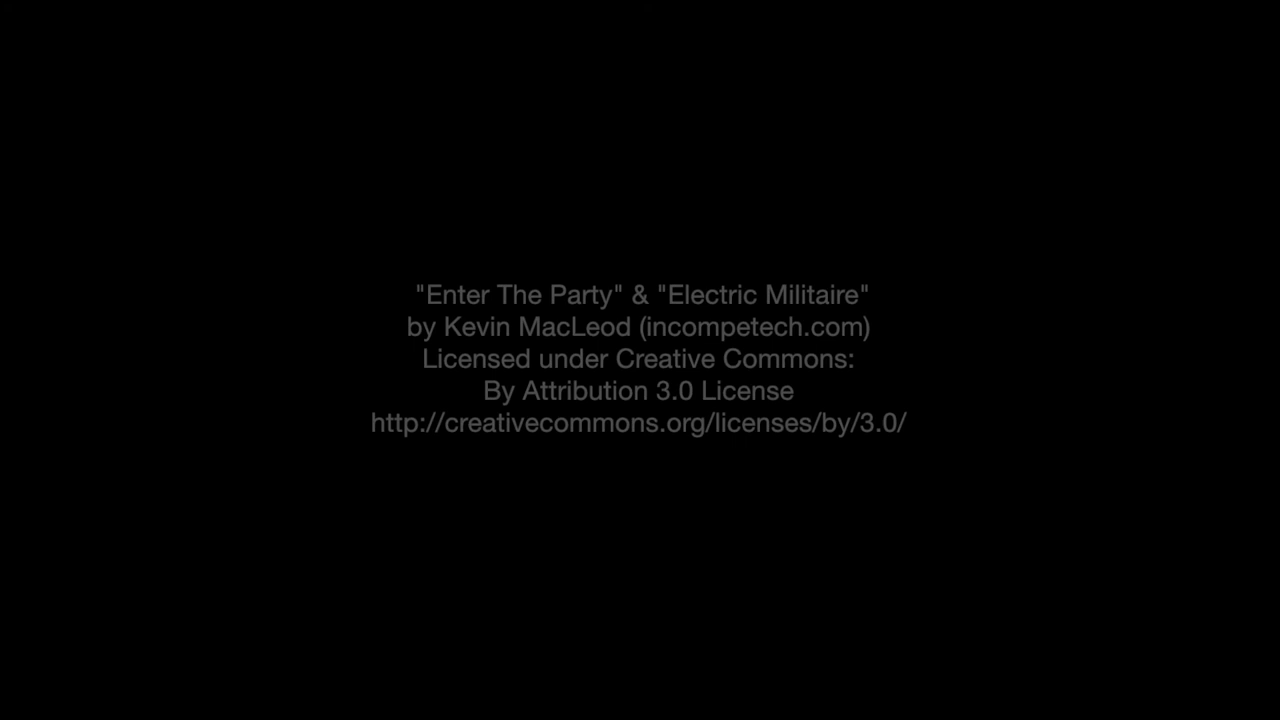 "Enter The Party" & "Electric Militaire"
by Kevin MacLeod (incompetech.com)
Licensed under Creative Commons:
By Attribution 3.0 License
http://creativecommons.org/licenses/by/3.0/